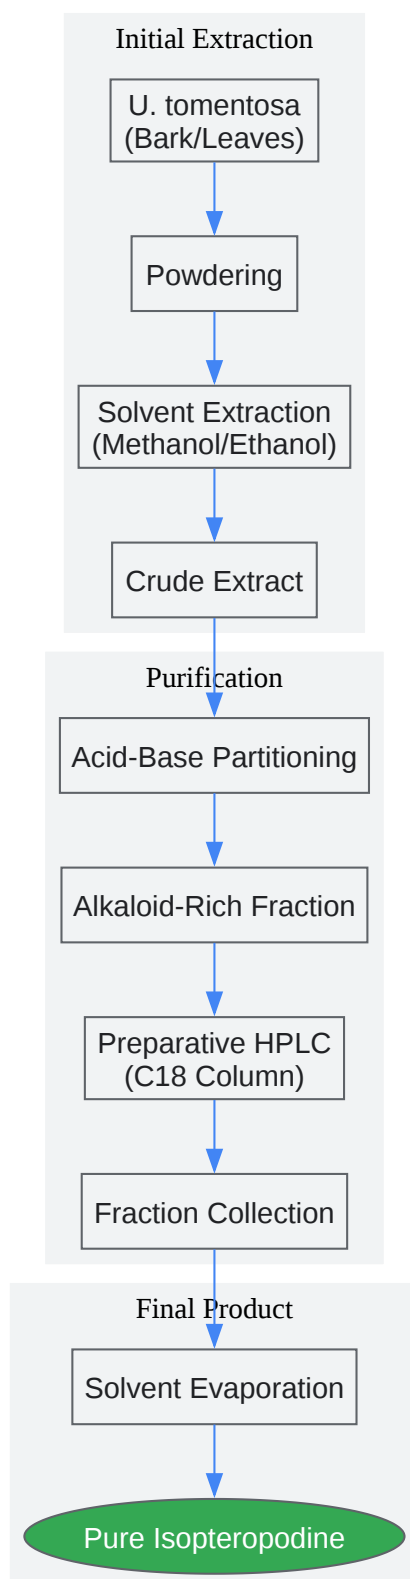 Initial Extraction
U. tomentosa
(Bark/Leaves)
Powdering
Solvent Extraction
(Methanol/Ethanol)
Crude Extract
Purification
Acid-Base Partitioning
Alkaloid-Rich Fraction
Preparative HPLC
(C18 Column)
Fraction Collection
Final Product
Solvent Evaporation
Pure Isopteropodine